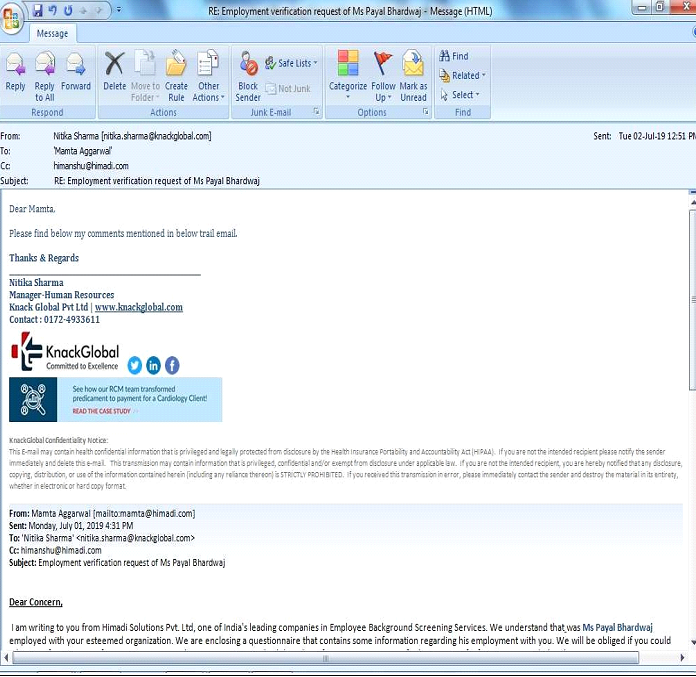 RE: Employment verification request of Ms Payal Bhardwaj - Message (HTML)
Message
Reply
Reply to All
Forward
Delete
Move to Folder
Create Rule
Other Actions
Block Sender
Safe Lists
Not Junk
Categorize
Follow Up
Mark as Unread
Find
Related
Select
Respond
Actions
Junk E-mail
Options
Find
From: Nitika Sharma [nitika.sharma@knackglobal.com]
Sent: Tue 02-Jul-19 12:51 PM
To: 'Mamta Aggarwal'
Cc: himanshu@himadi.com
Subject: RE: Employment verification request of Ms Payal Bhardwaj
Dear Mamta,
Please find below my comments mentioned in below trail email.
Thanks & Regards
Nitika Sharma
Manager-Human Resources
Knack Global Pvt Ltd | www.knackglobal.com
Contact : 0172-4933611
KnackGlobal
Committed to Excellence
See how our RCM team transformed
predicament to payment for a Cardiology Client!
READ THE CASE STUDY
KnackGlobal Confidentiality Notice:
This E-mail may contain health confidential information that is privileged and legally protected from disclosure by the Health Insurance Portability and Accountability Act (HIPAA). If you are not the intended recipient please notify the sender
immediately and delete this e-mail. This transmission may contain information that is privileged, confidential and/or exempt from disclosure under applicable law. If you are not the intended recipient, you are hereby notified that any disclosure,
copying, distribution, or use of the information contained herein (including any reliance thereon) is STRICTLY PROHIBITED. If you received this transmission in error, please immediately contact the sender and destroy the material in its entirety,
whether in electronic or hard copy format.
From: Mamta Aggarwal [mailto:mamta@himadi.com]
Sent: Monday, July 01, 2019 4:31 PM
To: 'Nitika Sharma' <nitika.sharma@knackglobal.com>
Cc: himanshu@himadi.com
Subject: Employment verification request of Ms Payal Bhardwaj
Dear Concern,
I am writing to you from Himadi Solutions Pvt. Ltd, one of India's leading companies in Employee Background Screening Services. We understand that was Ms Payal Bhardwaj
employed with your esteemed organization. We are enclosing a questionnaire that contains some information regarding his employment with you. We will be obliged if you could